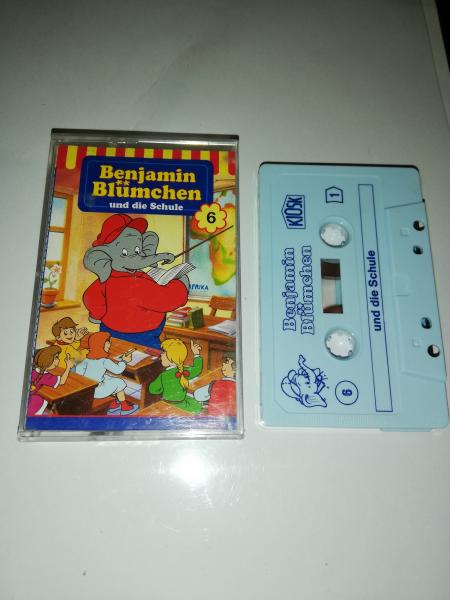 Benjamin
Blümchen
und die Schule
6
AFRIKA
KIOSK
1
Benjamin
Blümchen
und die Schule
6